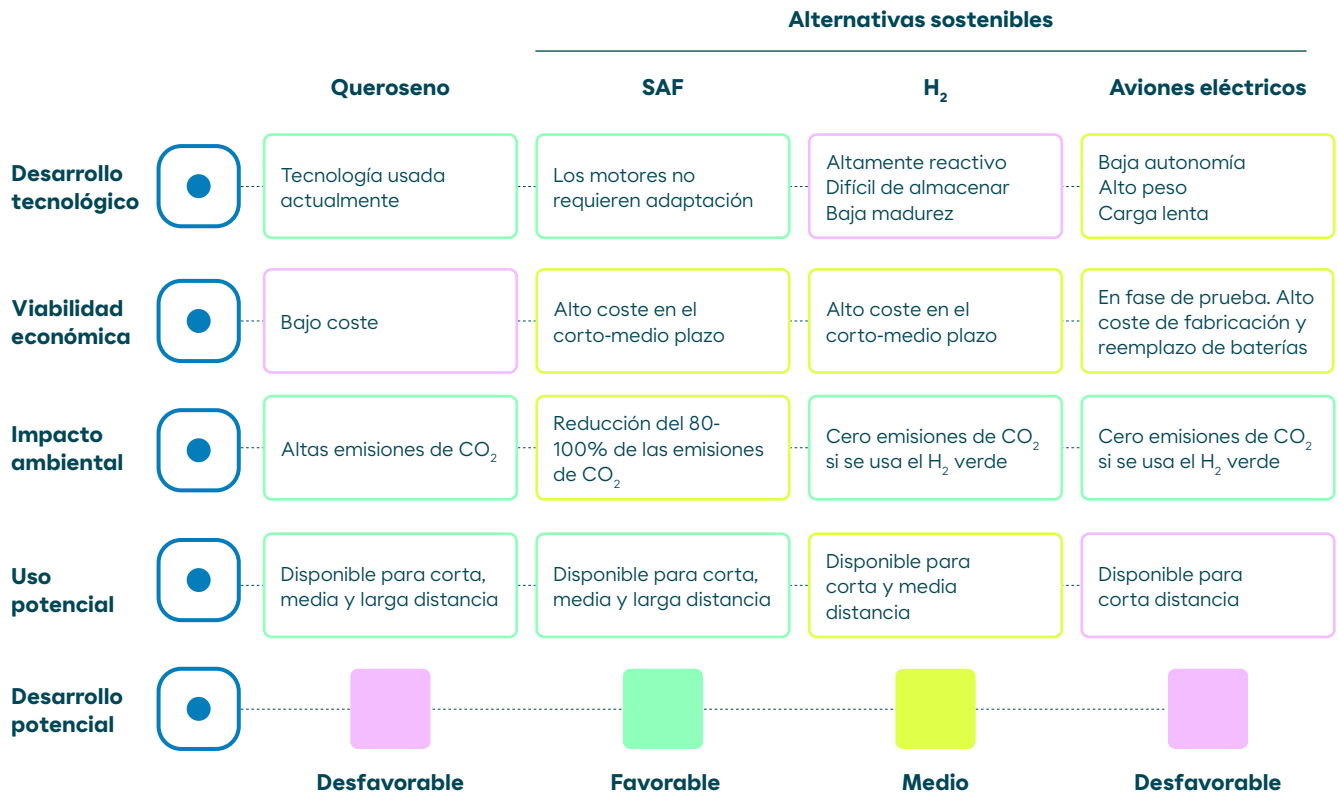 Alternativas sostenibles
Queroseno
SAF
H₂
Aviones eléctricos
Desarrollo
tecnológico
Tecnología usada
actualmente
Los motores no
requieren adaptación
Altamente reactivo
Difícil de almacenar
Baja madurez
Baja autonomía
Alto peso
Carga lenta
Viabilidad
económica
Bajo coste
Alto coste en el
corto-medio plazo
Alto coste en el
corto-medio plazo
En fase de prueba. Alto
coste de fabricación y
reemplazo de baterías
Impacto
ambiental
Altas emisiones de CO₂
Reducción del 80-
100% de las emisiones
de CO₂
Cero emisiones de CO₂
si se usa el H₂ verde
Cero emisiones de CO₂
si se usa el H₂ verde
Uso
potencial
Disponible para corta,
media y larga distancia
Disponible para corta,
media y larga distancia
Disponible para
corta y media
distancia
Disponible para
corta distancia
Desarrollo
potencial
Desfavorable
Favorable
Medio
Desfavorable